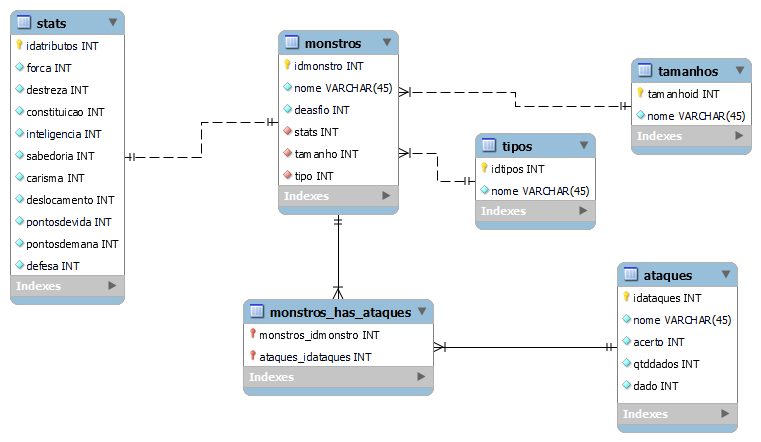 stats
idatributos INT
forca INT
destreza INT
constituicao INT
inteligencia INT
sabedoria INT
carisma INT
deslocamento INT
pontosdevida INT
pontosdemana INT
defesa INT
Indexes
monstros
idmonstro INT
nome VARCHAR(45)
deasfio INT
stats INT
tamanho INT
tipo INT
Indexes
tamanhos
tamanhoid INT
nome VARCHAR(45)
Indexes
tipos
idtipos INT
nome VARCHAR(45)
Indexes
monstros_has_ataques
monstros_idmonstro INT
ataques_idataques INT
Indexes
ataques
idataques INT
nome VARCHAR(45)
acerto INT
qtddados INT
dado INT
Indexes